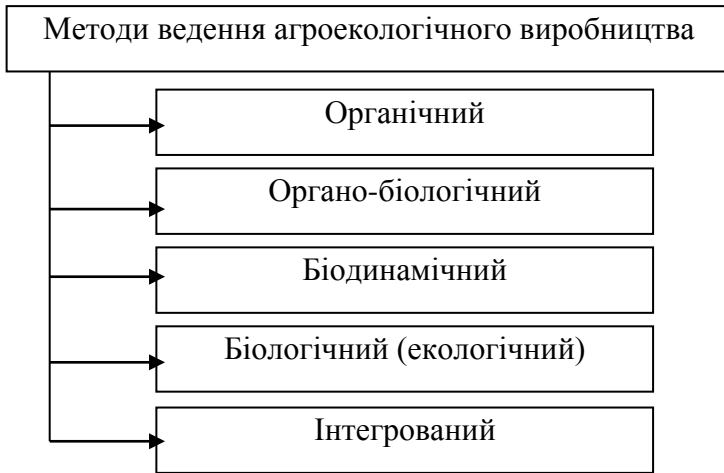 Методи ведення агроекологічного виробництва
Органічний
Органо-біологічний
Біодинамічний
Біологічний (екологічний)
Інтегрований